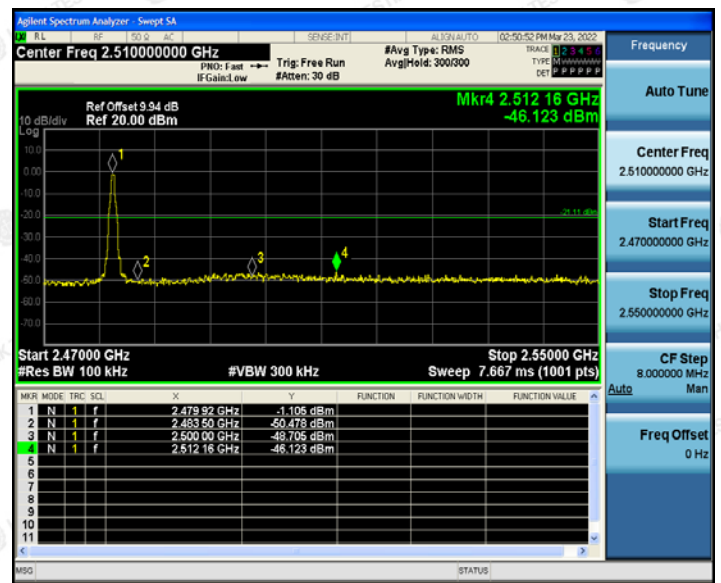 Agilent Spectrum Analyzer - Swept SA
RL RF 50 Ω AC SENSE:INT ALIGN AUTO 02:50:52 PM Mar 23, 2022
Center Freq 2.510000000 GHz
PNO: Fast
IFGain:Low
Trig: Free Run
#Atten: 30 dB
#Avg Type: RMS
Avg|Hold: 300/300
TRACE 1 2 3 4 5 6
TYPE M
DET P P P P P P
Mkr4 2.512 16 GHz
-46.123 dBm
Ref Offset 9.94 dB
10 dB/div Ref 20.00 dBm
Log
10.0
0.00
-10.0
-20.0
-30.0
-40.0
-50.0
-60.0
-70.0
1
2
3
4
-21.11 dBm
Start 2.47000 GHz Stop 2.55000 GHz
#Res BW 100 kHz #VBW 300 kHz Sweep 7.667 ms (1001 pts)
MKR MODE TRC SCL X Y FUNCTION FUNCTION WIDTH FUNCTION VALUE
1 N 1 f 2.479 92 GHz -1.105 dBm
2 N 1 f 2.483 50 GHz -50.478 dBm
3 N 1 f 2.500 00 GHz -48.705 dBm
4 N 1 f 2.512 16 GHz -46.123 dBm
5
6
7
8
9
10
11
MSG STATUS
Frequency
Auto Tune
Center Freq
2.510000000 GHz
Start Freq
2.470000000 GHz
Stop Freq
2.550000000 GHz
CF Step
8.000000 MHz
Auto Man
Freq Offset
0 Hz